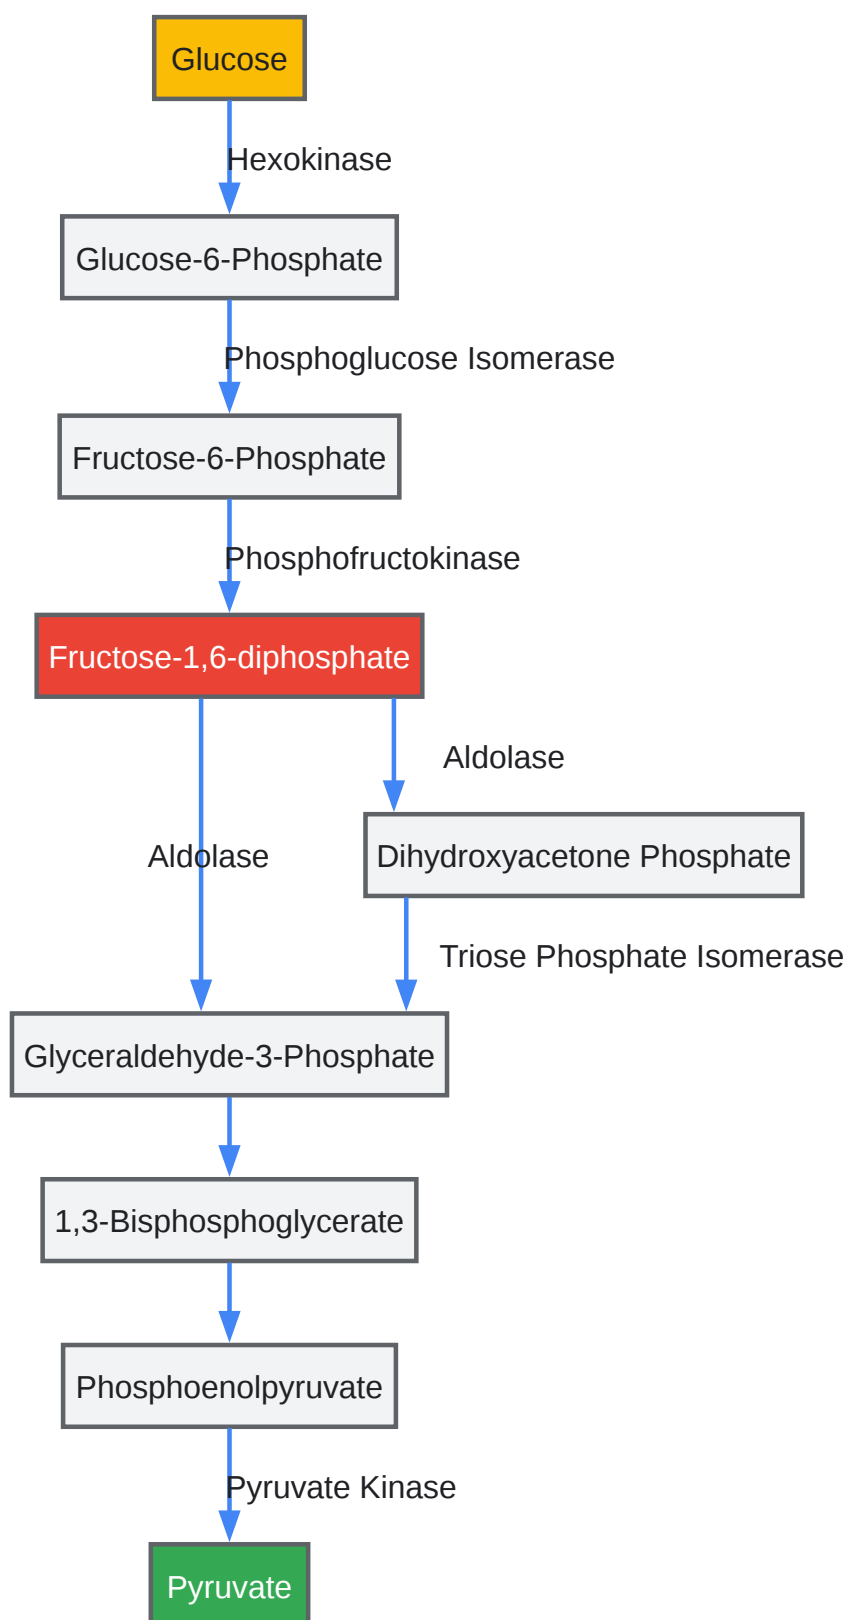 Glucose
Hexokinase
Glucose-6-Phosphate
Phosphoglucose Isomerase
Fructose-6-Phosphate
Phosphofructokinase
Fructose-1,6-diphosphate
Aldolase
Aldolase
Dihydroxyacetone Phosphate
Triose Phosphate Isomerase
Glyceraldehyde-3-Phosphate
1,3-Bisphosphoglycerate
Phosphoenolpyruvate
Pyruvate Kinase
Pyruvate